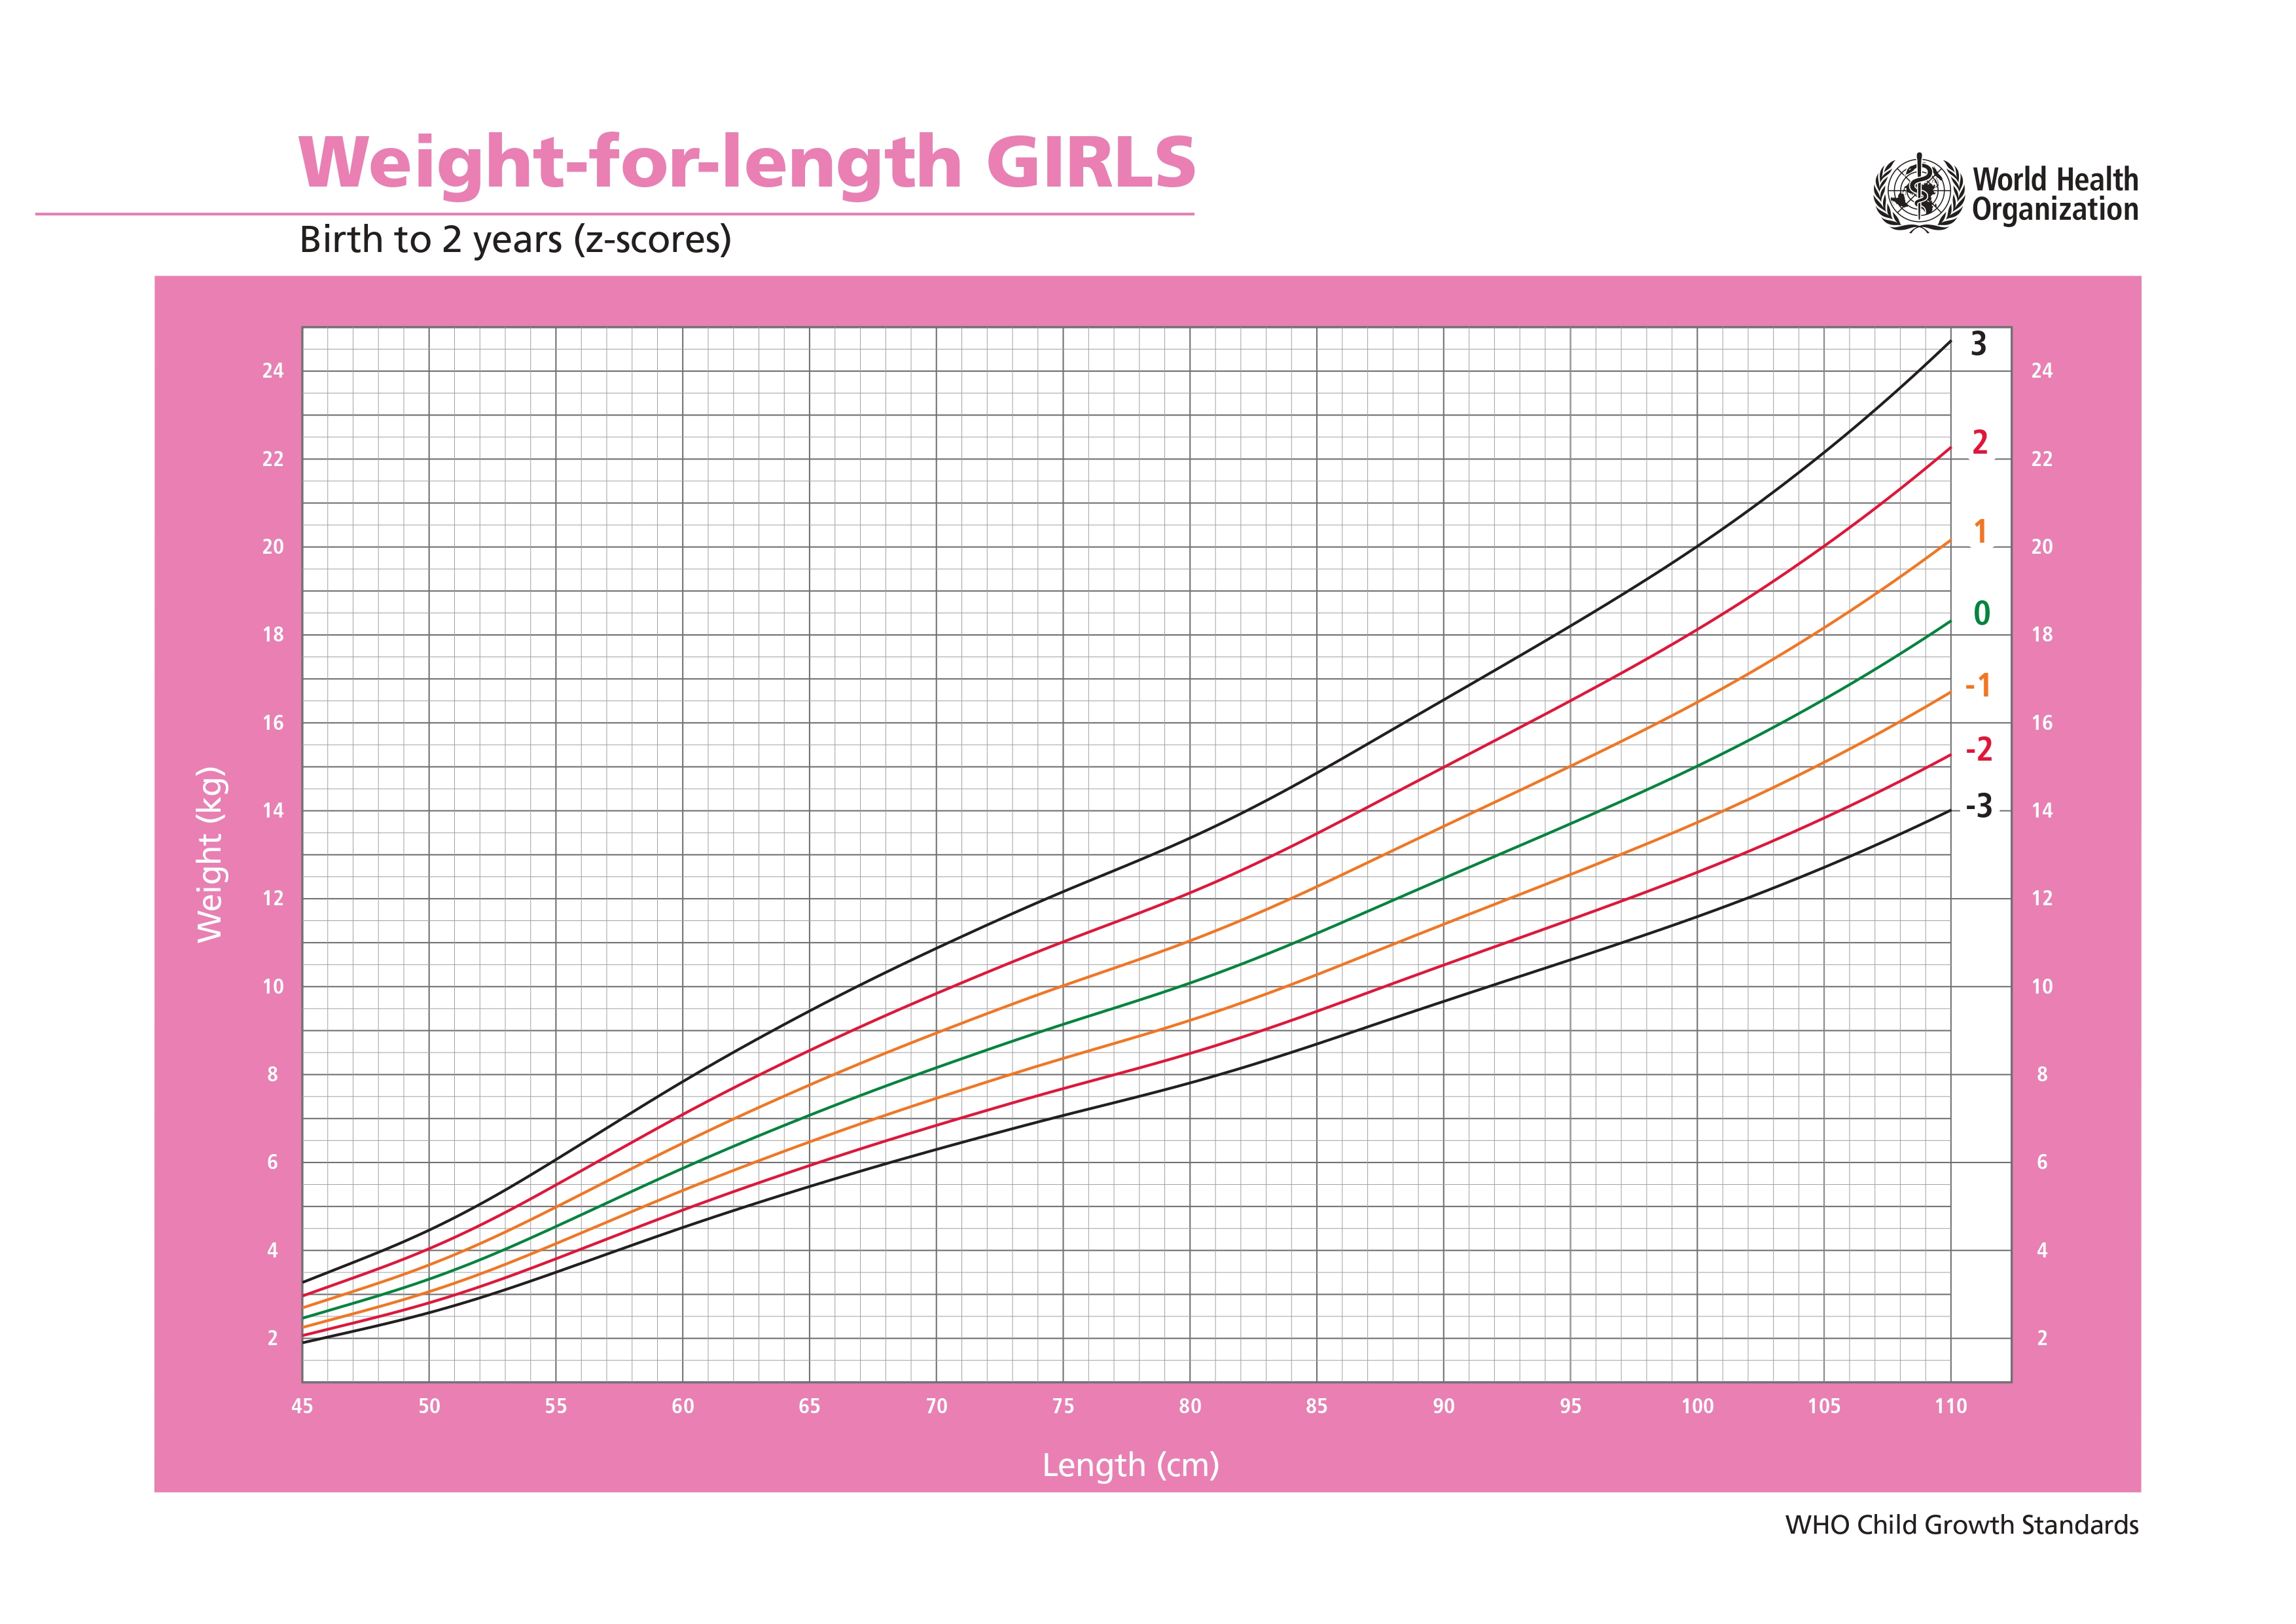 Weight-for-length GIRLS
Birth to 2 years (z-scores)
World Health
Organization
3
24 24
2
22 22
1
20 20
0
18 18
-1
16 16
-2
-3
14 14
Weight (kg)
12 12
10 10
8 8
6 6
4 4
2 2
45 50 55 60 65 70 75 80 85 90 95 100 105 110
Length (cm)
WHO Child Growth Standards